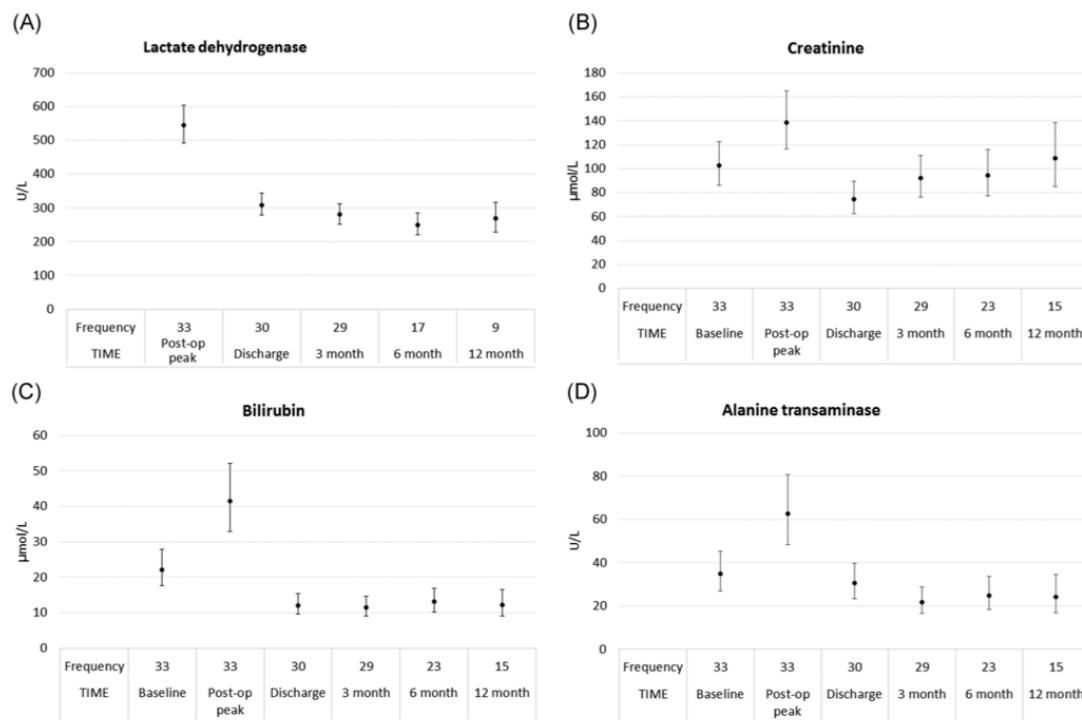 (A)
Lactate dehydrogenase
700
600
500
400
300
200
100
0
U/L
Frequency 33 30 29 17 9
TIME Post-op peak Discharge 3 month 6 month 12 month
(B)
Creatinine
180
160
140
120
100
80
60
40
20
0
µmol/L
Frequency 33 33 30 29 23 15
TIME Baseline Post-op peak Discharge 3 month 6 month 12 month
(C)
Bilirubin
60
50
40
30
20
10
0
µmol/L
Frequency 33 33 30 29 23 15
TIME Baseline Post-op peak Discharge 3 month 6 month 12 month
(D)
Alanine transaminase
100
80
60
40
20
0
U/L
Frequency 33 33 30 29 23 15
TIME Baseline Post-op peak Discharge 3 month 6 month 12 month